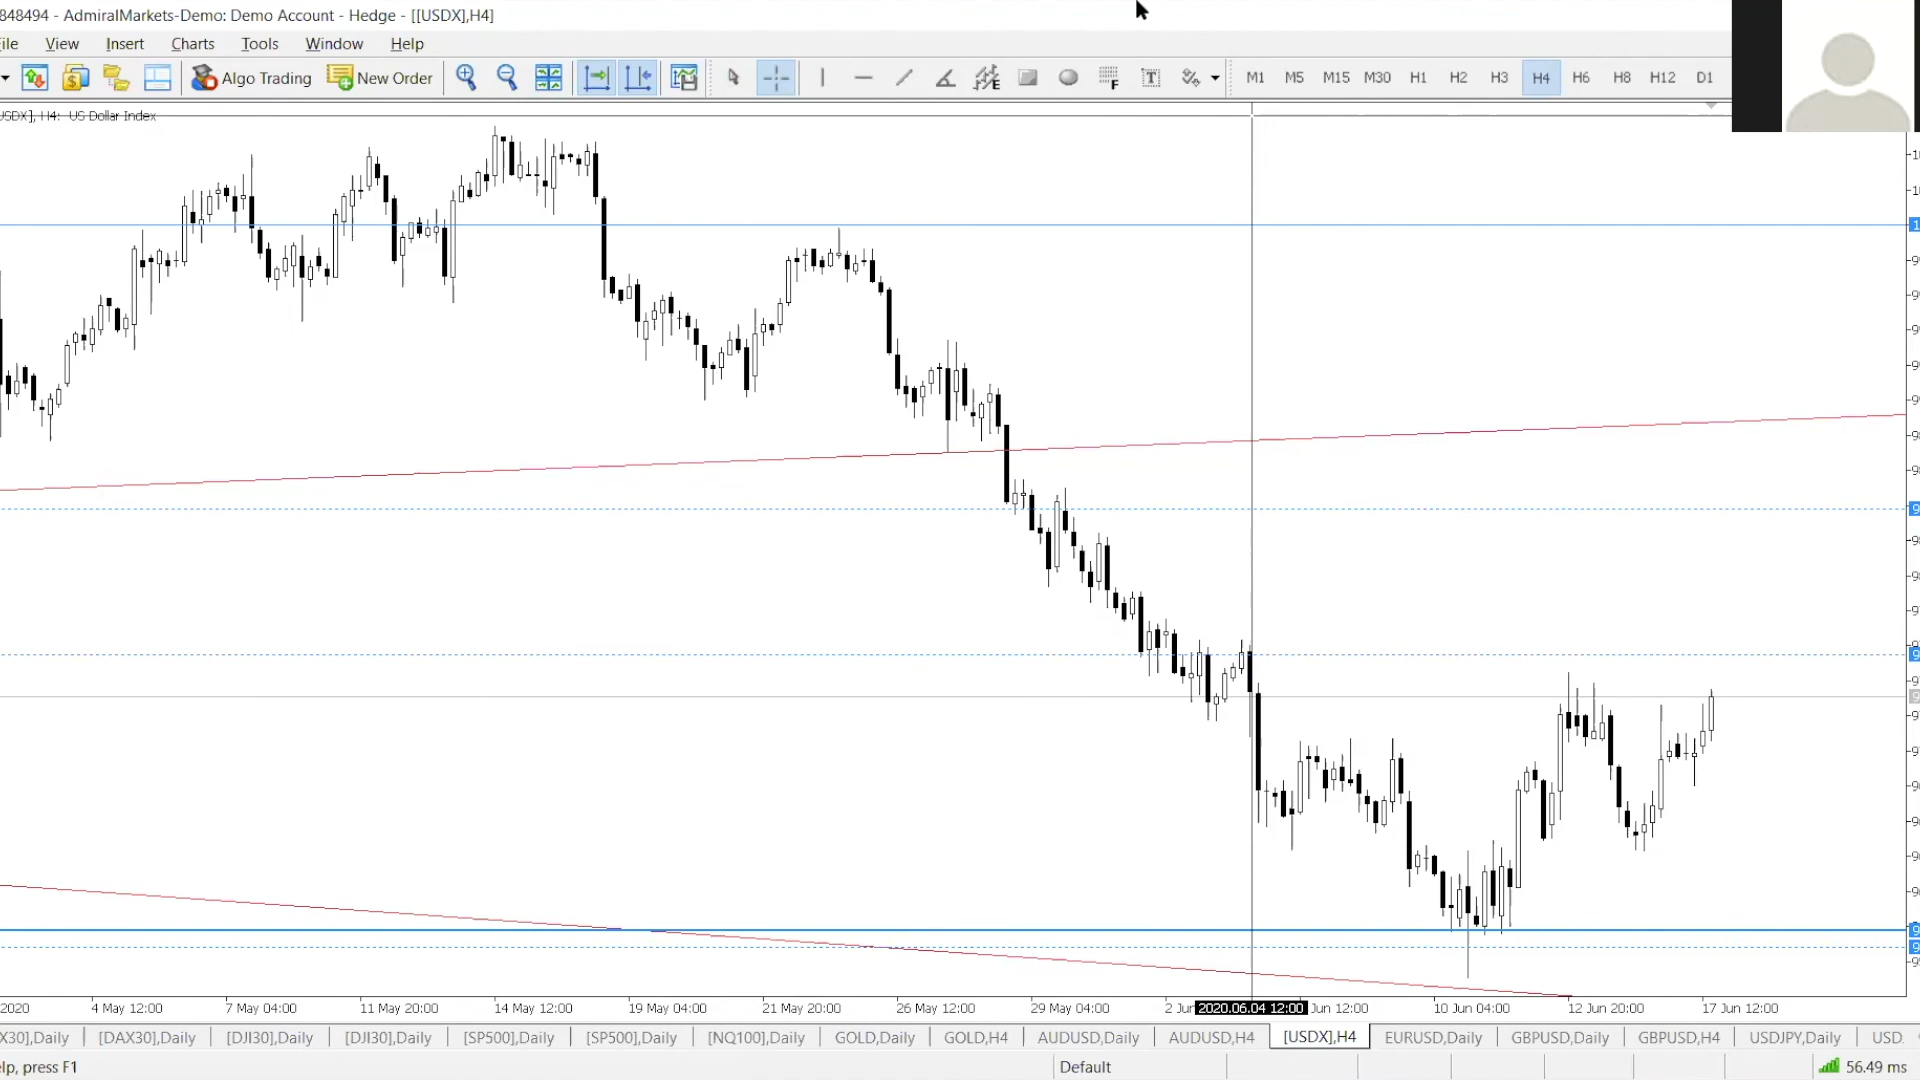 848494 - AdmiralMarkets-Demo: Demo Account - Hedge - [[USDX],H4]
ile View Insert Charts Tools Window Help
Algo Trading New Order M1 M5 M15 M30 H1 H2 H3 H4 H6 H8 H12 D1
USDX], H4: US Dollar Index
2020 4 May 12:00 7 May 04:00 11 May 20:00 14 May 12:00 19 May 04:00 21 May 20:00 26 May 12:00 29 May 04:00 2 Jun 2020.06.04 12:00 Jun 12:00 10 Jun 04:00 12 Jun 20:00 17 Jun 12:00
X30],Daily [DAX30],Daily [DJI30],Daily [DJI30],Daily [SP500],Daily [SP500],Daily [NQ100],Daily GOLD,Daily GOLD,H4 AUDUSD,Daily AUDUSD,H4 [USDX],H4 EURUSD,Daily GBPUSD,Daily GBPUSD,H4 USDJPY,Daily USD.
elp, press F1 Default 56.49 ms